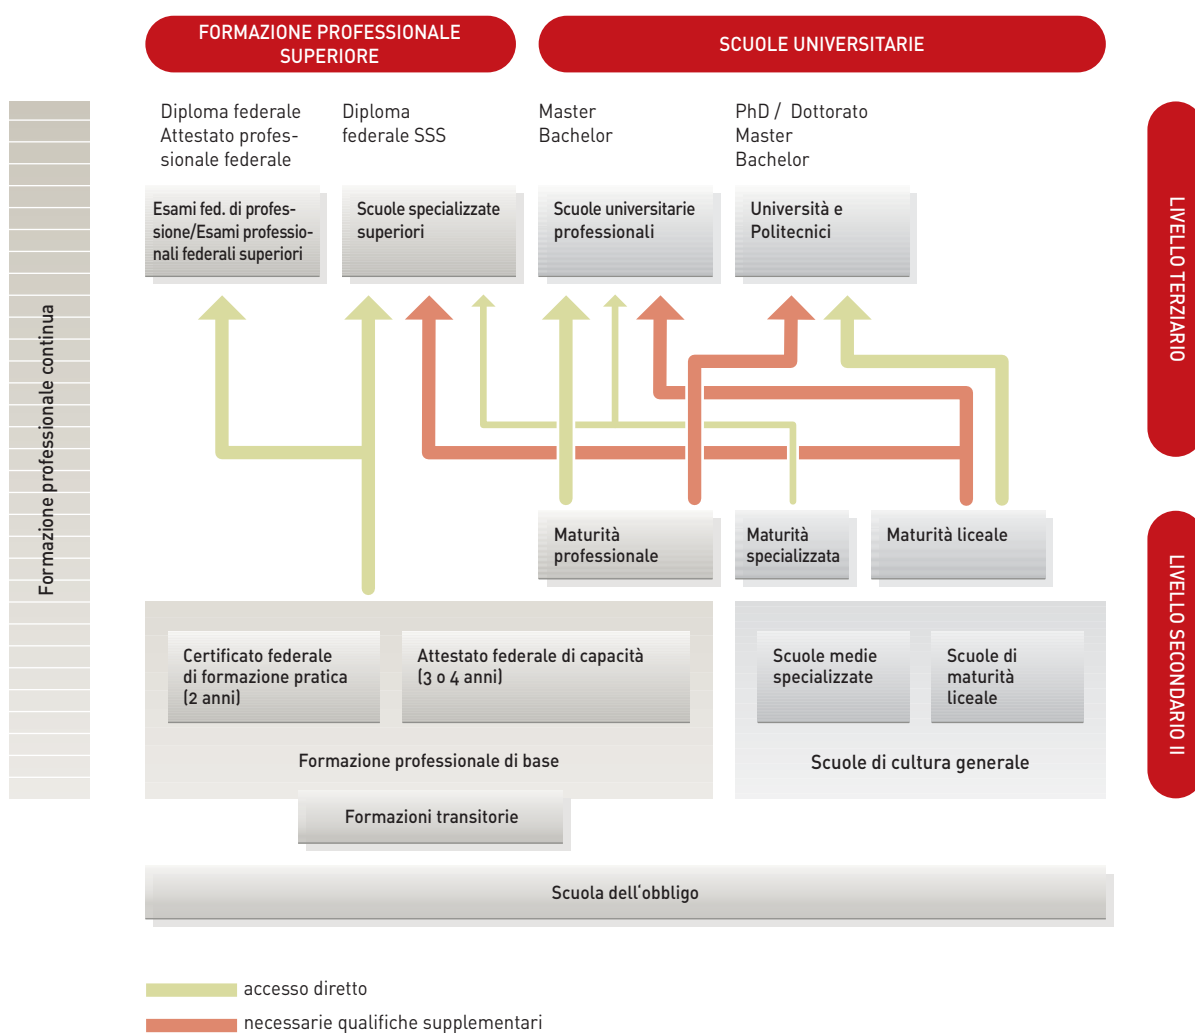 FORMAZIONE PROFESSIONALE
SUPERIORE
SCUOLE UNIVERSITARIE
Diploma federale
Attestato profes-
sionale federale
Diploma
federale SSS
Master
Bachelor
PhD / Dottorato
Master
Bachelor
Esami fed. di profes-
sione/Esami professio-
nali federali superiori
Scuole specializzate
superiori
Scuole universitarie
professionali
Università e
Politecnici
LIVELLO TERZIARIO
Formazione professionale continua
Maturità
professionale
Maturità
specializzata
Maturità liceale
LIVELLO SECONDARIO II
Certificato federale
di formazione pratica
(2 anni)
Attestato federale di capacità
(3 o 4 anni)
Scuole medie
specializzate
Scuole di
maturità
liceale
Formazione professionale di base
Scuole di cultura generale
Formazioni transitorie
Scuola dell‘obbligo
accesso diretto
necessarie qualifiche supplementari